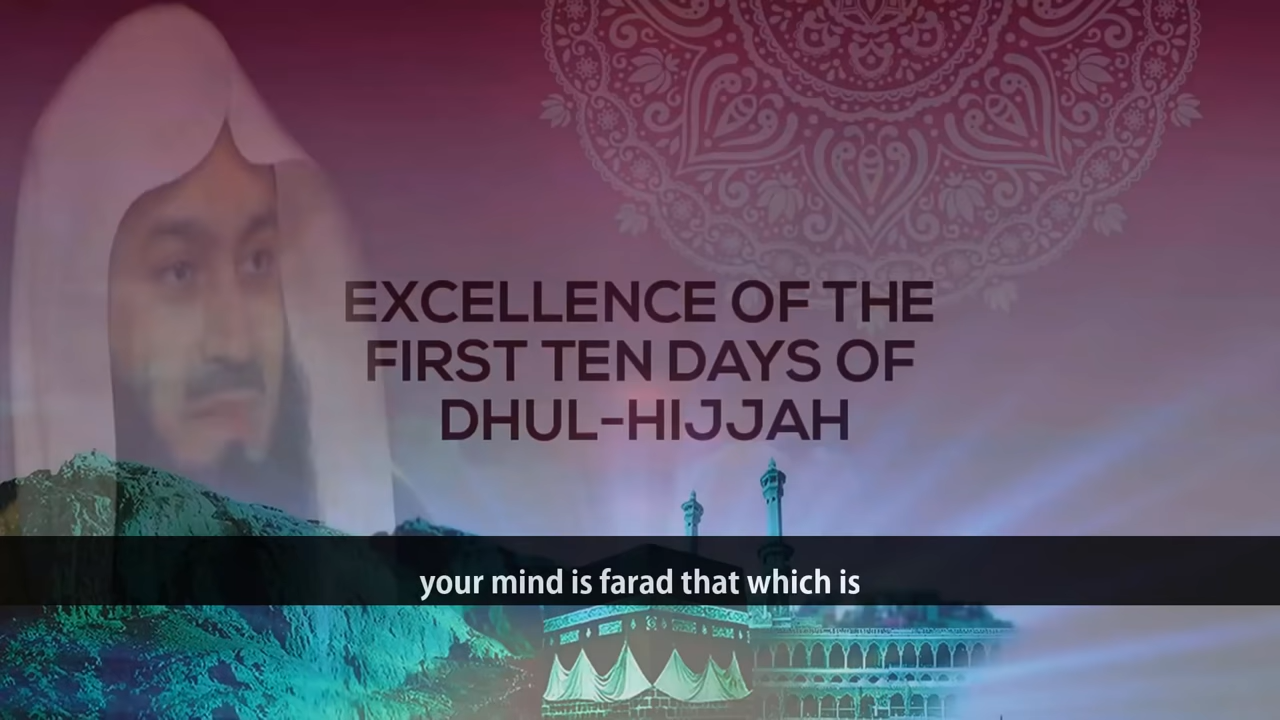 EXCELLENCE OF THE
FIRST TEN DAYS OF
DHUL-HIJJAH
your mind is farad that which is